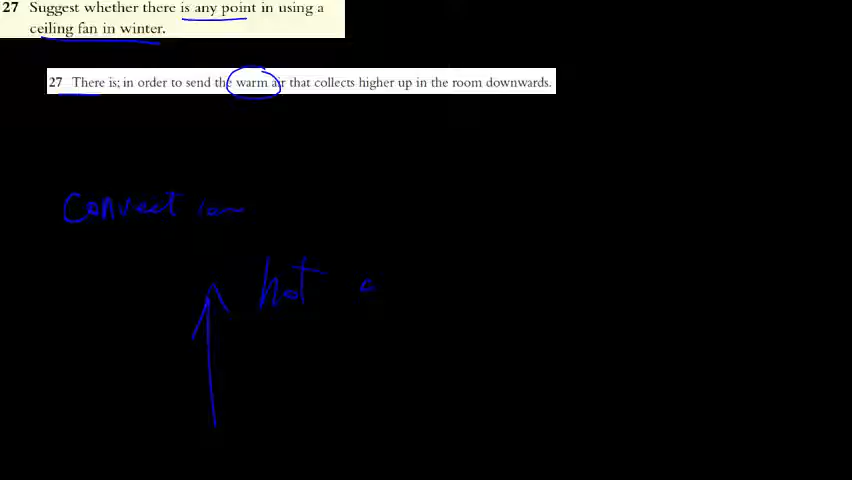 27 Suggest whether there is any point in using a
ceiling fan in winter.
27 There is; in order to send the warm air that collects higher up in the room downwards.
Convection
hot a